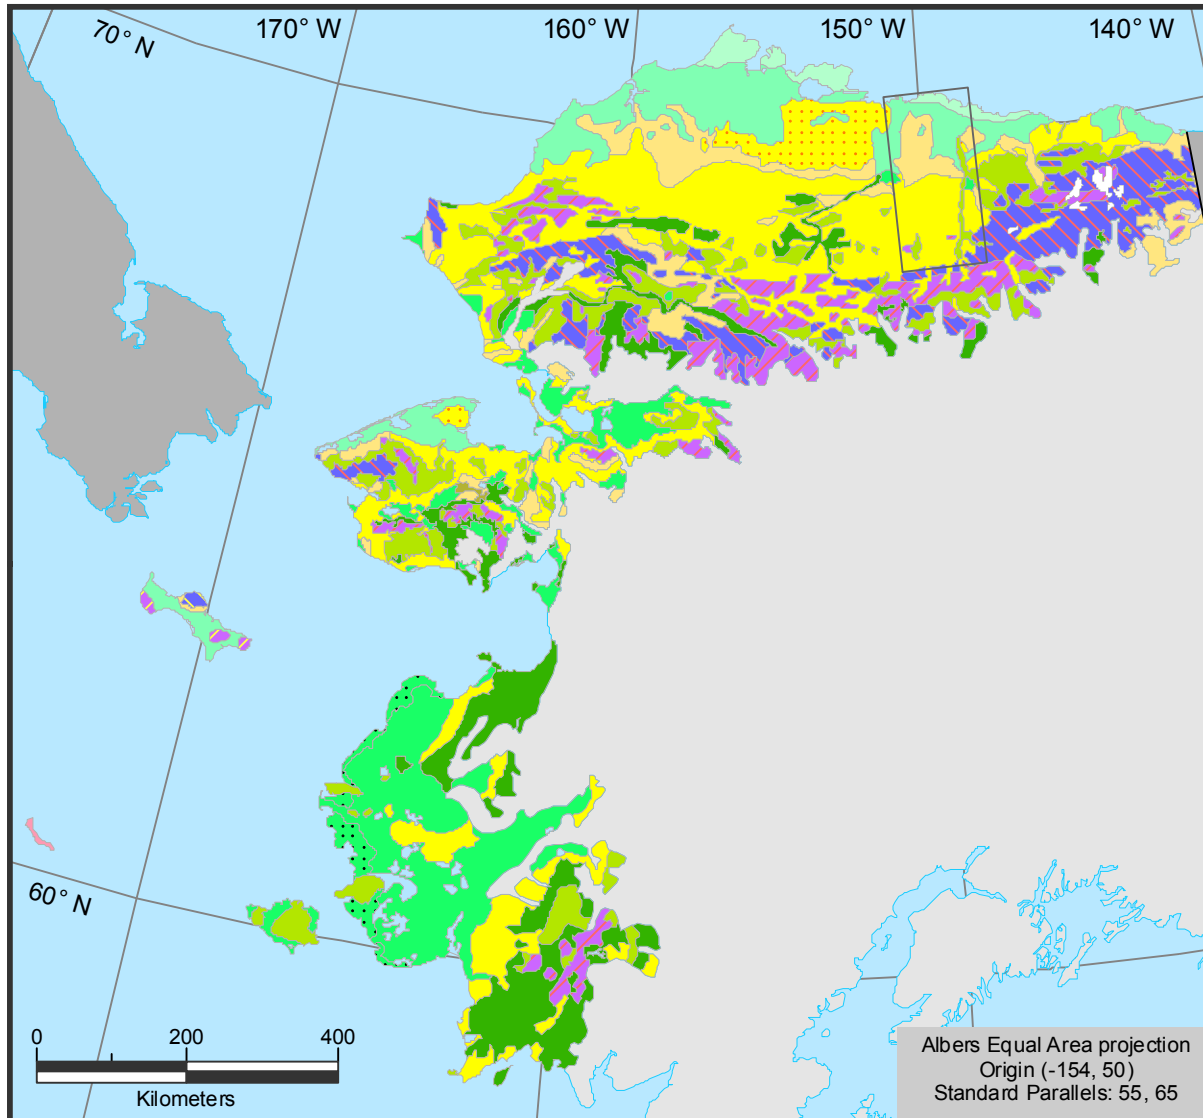 70° N
170° W
160° W
150° W
140° W
60° N
0 200 400
Kilometers
Albers Equal Area projection
Origin (-154, 50)
Standard Parallels: 55, 65